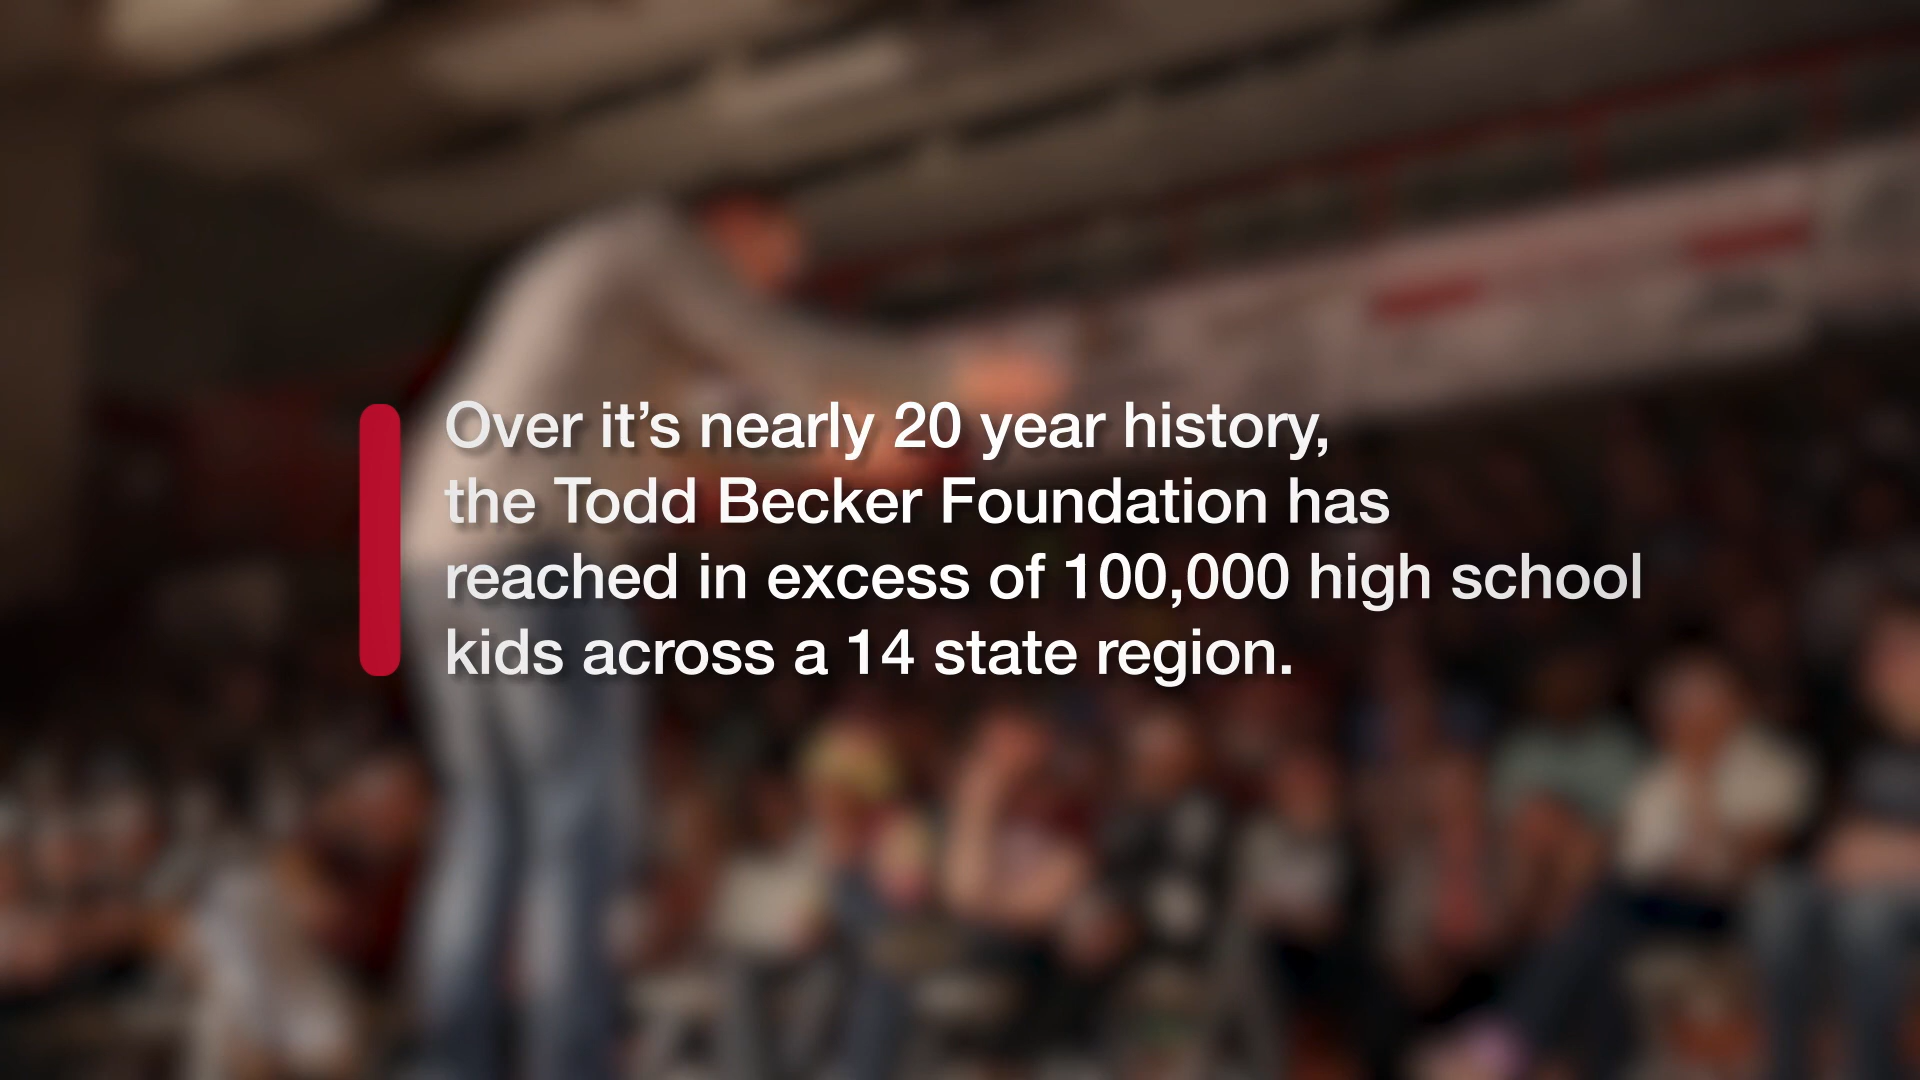 Over it’s nearly 20 year history,
the Todd Becker Foundation has
reached in excess of 100,000 high school
kids across a 14 state region.